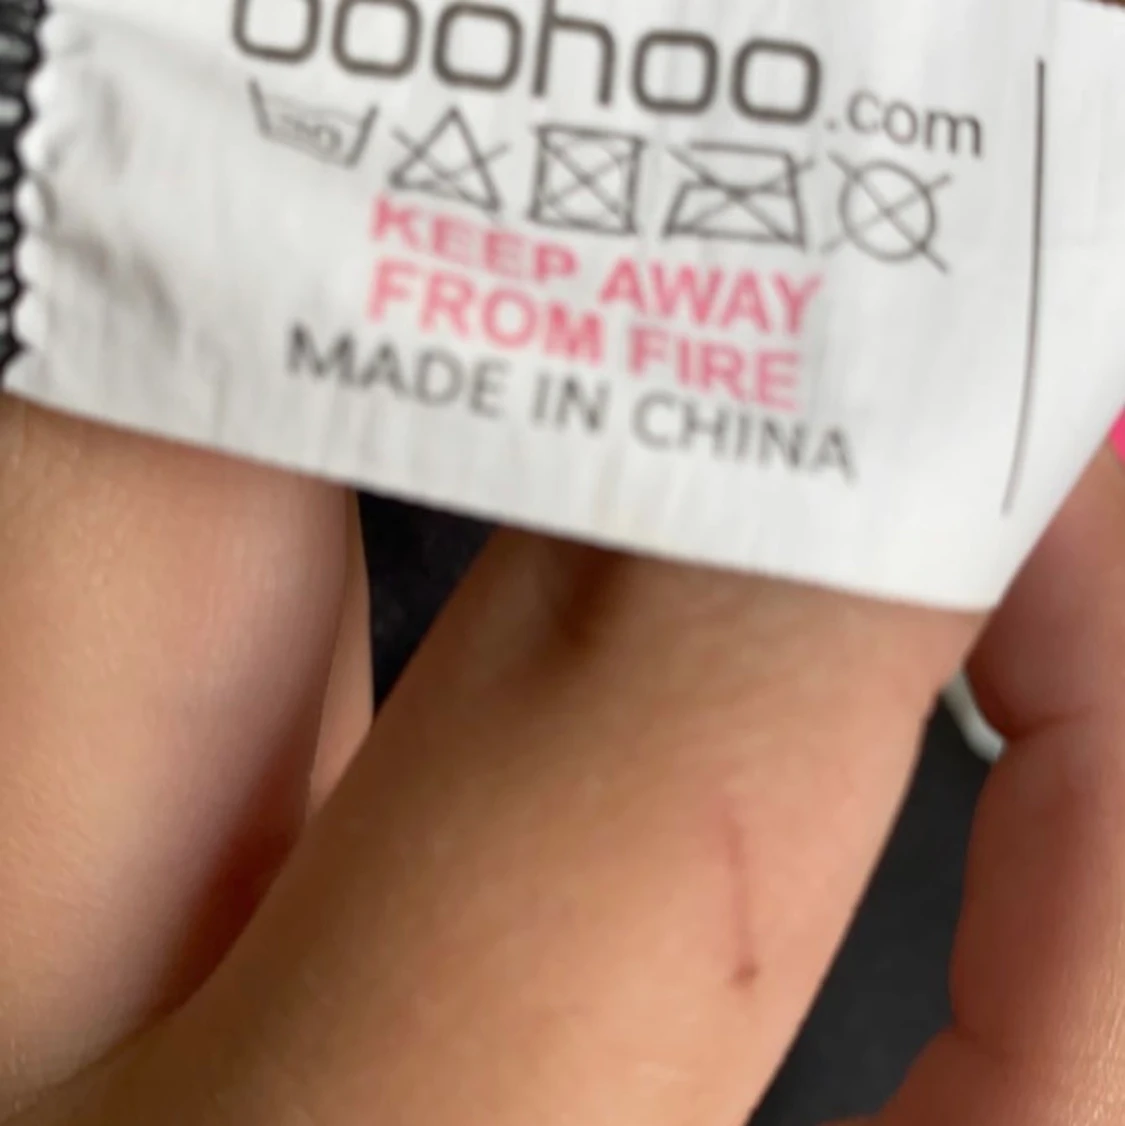 boohoo.com
KEEP AWAY
FROM FIRE
MADE IN CHINA